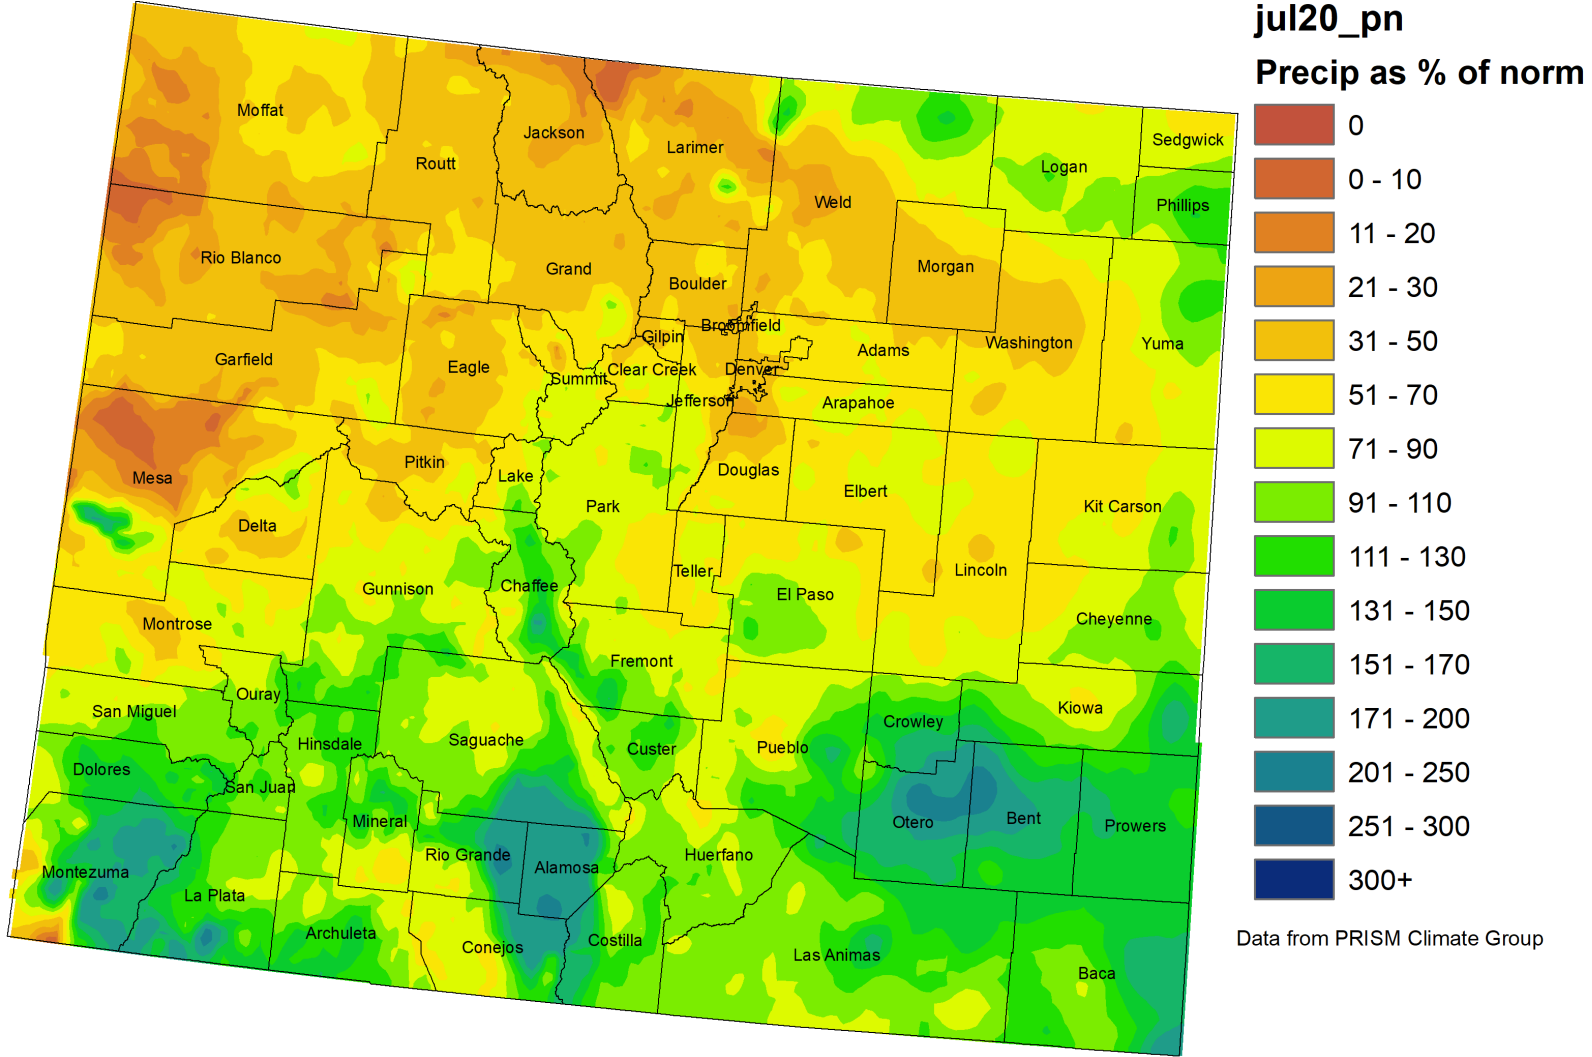 jul20_pn
Precip as % of norm
0
0 - 10
11 - 20
21 - 30
31 - 50
51 - 70
71 - 90
91 - 110
111 - 130
131 - 150
151 - 170
171 - 200
201 - 250
251 - 300
300+
Data from PRISM Climate Group
Moffat
Jackson
Larimer
Routt
Sedgwick
Logan
Weld
Phillips
Rio Blanco
Grand
Morgan
Boulder
Broomfield
Gilpin
Washington
Yuma
Adams
Garfield
Eagle
Summit
Clear Creek
Denver
Jefferson
Arapahoe
Pitkin
Mesa
Lake
Douglas
Elbert
Park
Kit Carson
Delta
Teller
Lincoln
Gunnison
Chaffee
El Paso
Montrose
Cheyenne
Fremont
Ouray
San Miguel
Kiowa
Crowley
Saguache
Hinsdale
Custer
Pueblo
Dolores
San Juan
Mineral
Otero
Bent
Prowers
Rio Grande
Huerfano
Alamosa
Montezuma
La Plata
Archuleta
Conejos
Costilla
Las Animas
Baca